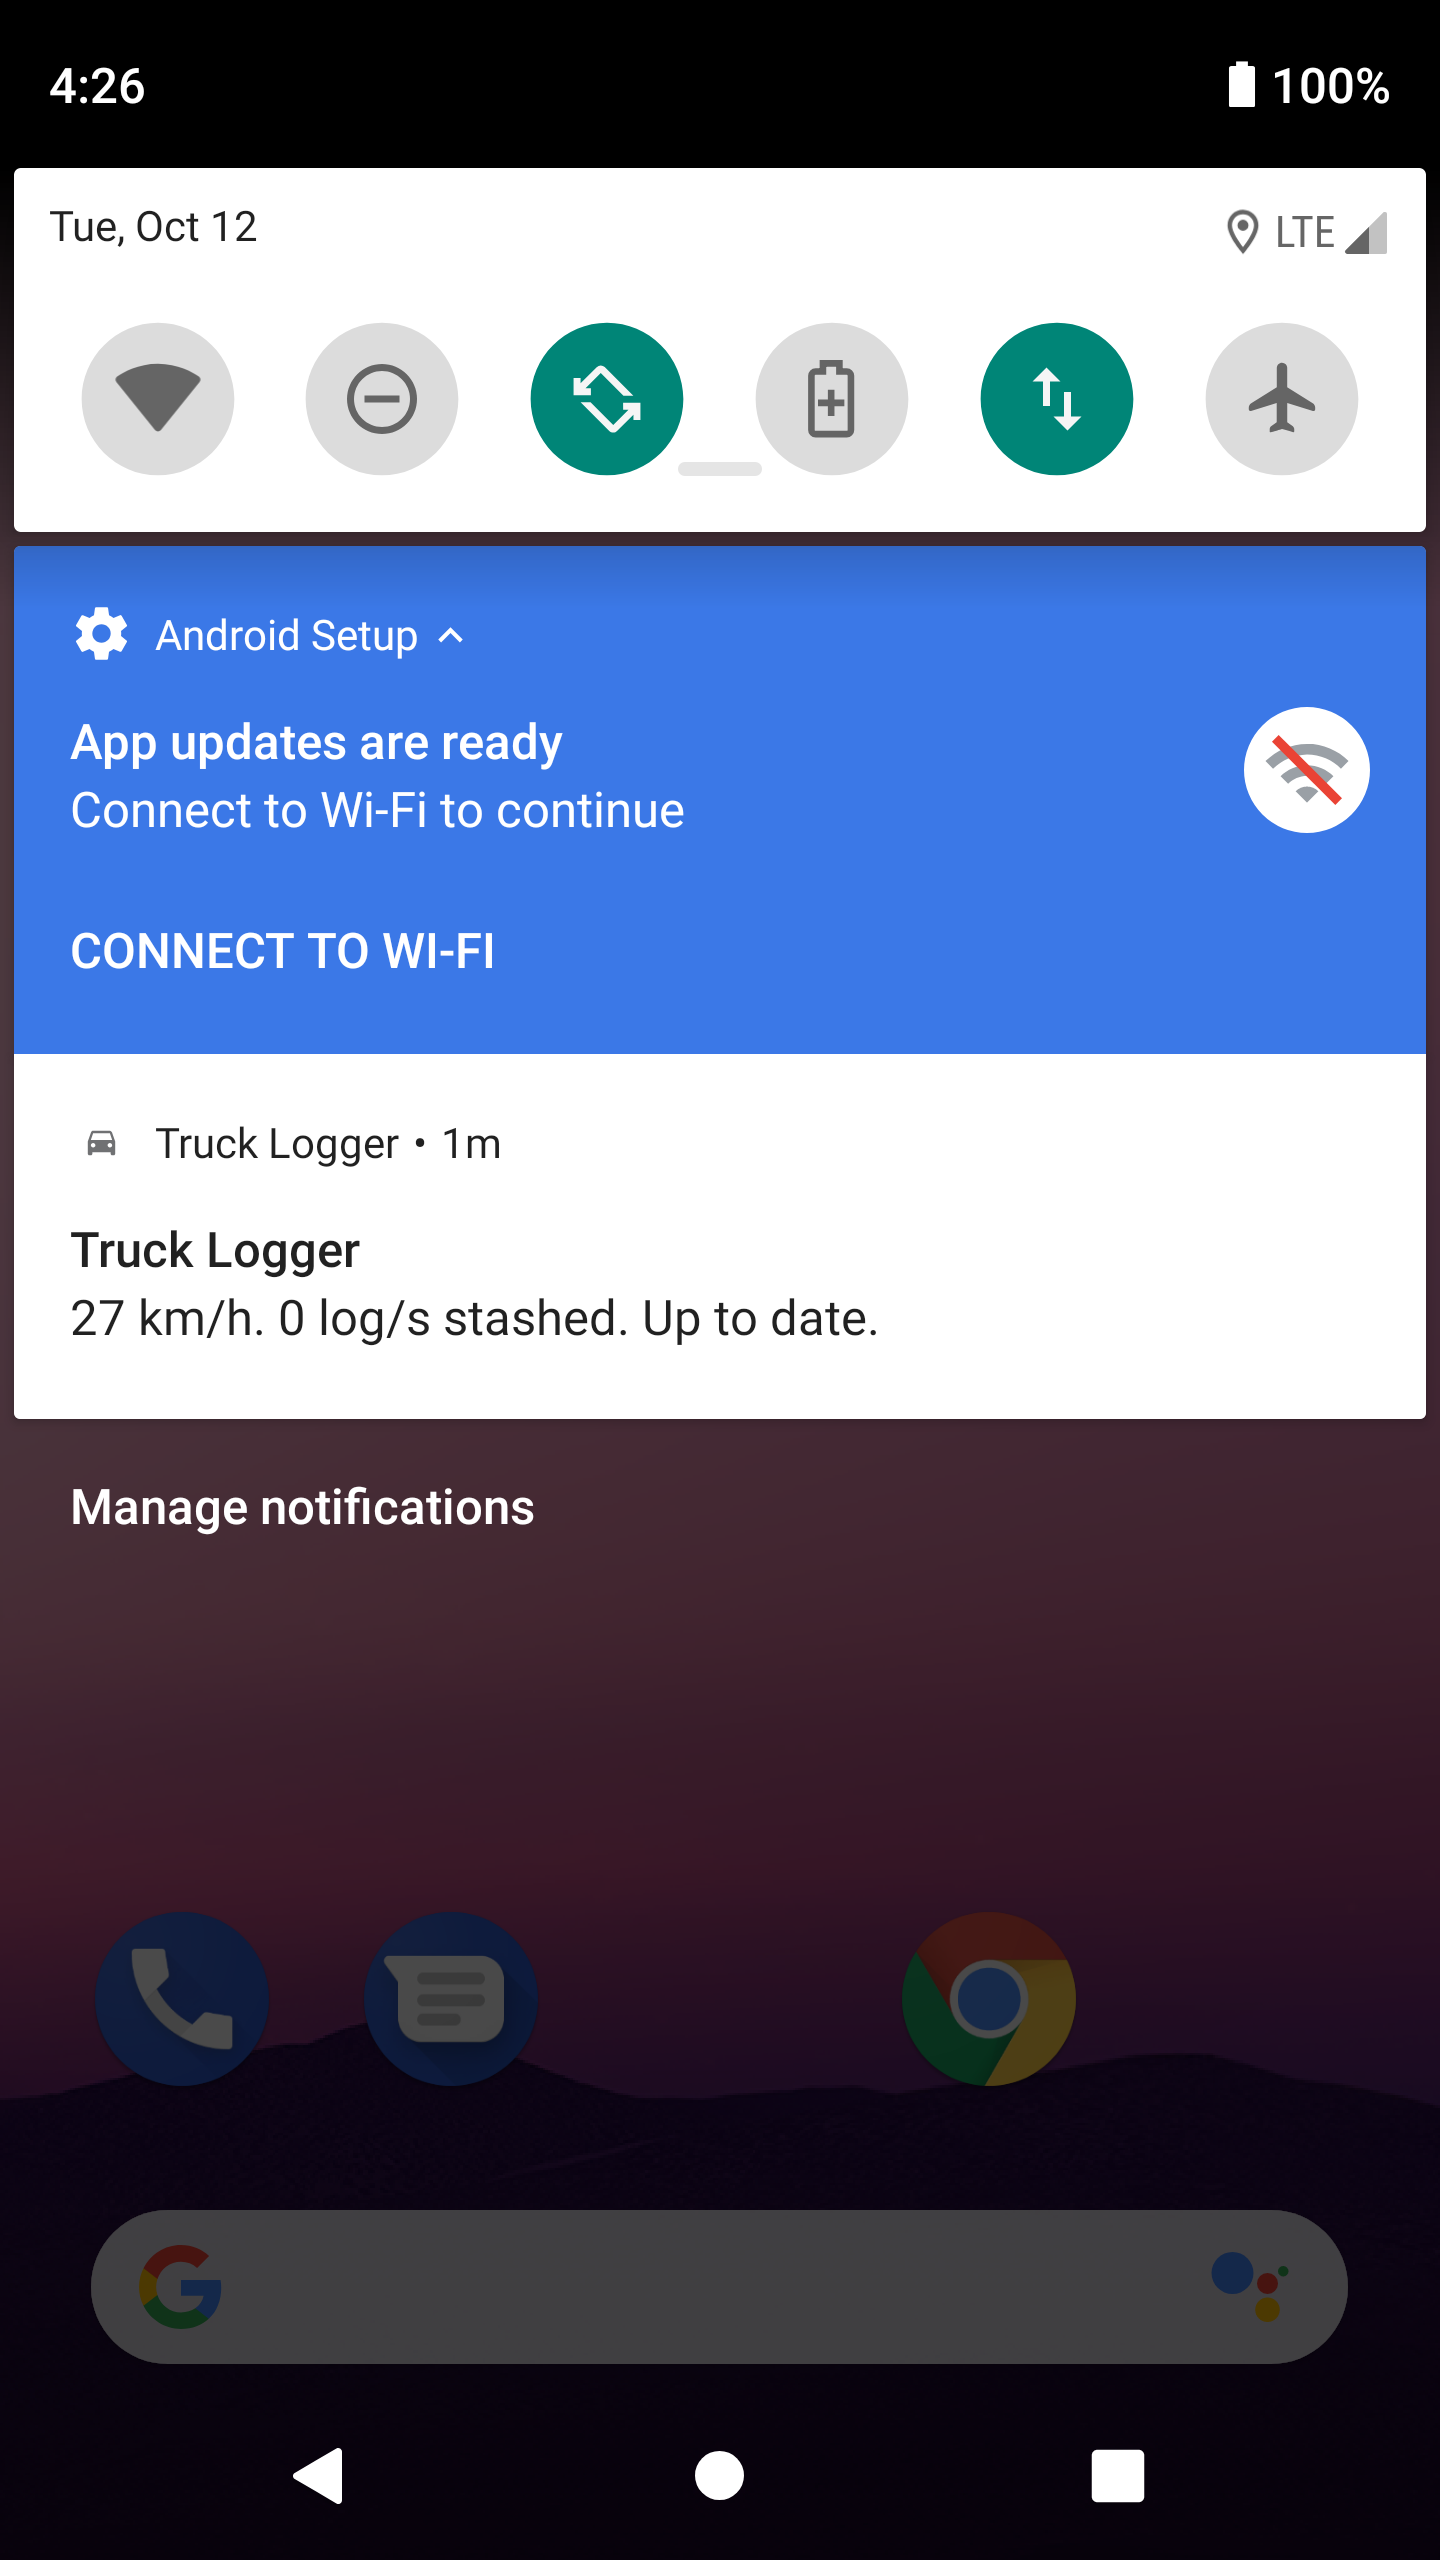 4:26
100%
Tue, Oct 12
LTE
Android Setup
App updates are ready
Connect to Wi-Fi to continue
CONNECT TO WI-FI
Truck Logger • 1m
Truck Logger
27 km/h. 0 log/s stashed. Up to date.
Manage notifications